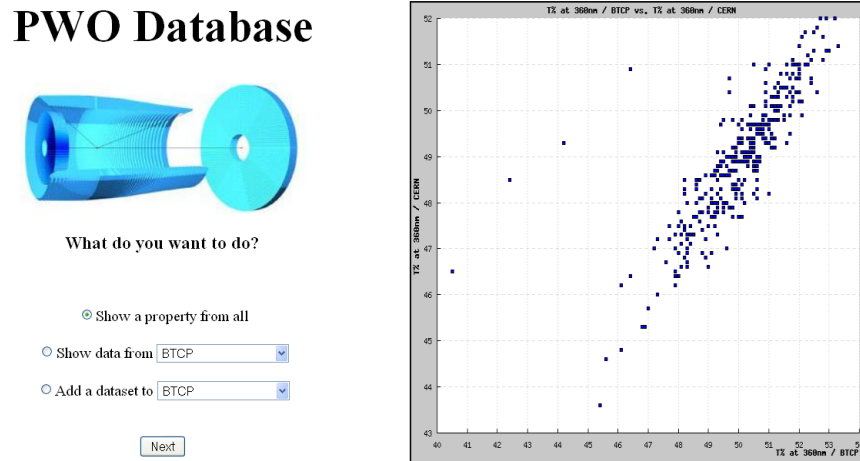 PWO Database
What do you want to do?
Show a property from all
Show data from BTCP
Add a dataset to BTCP
Next
T% at 360nm / BTCP vs. T% at 360nm / CERN
T% at 360nm / CERN
52
51
50
49
48
47
46
45
44
43
40 41 42 43 44 45 46 47 48 49 50 51 52 53 54
T% at 360nm / BTCP